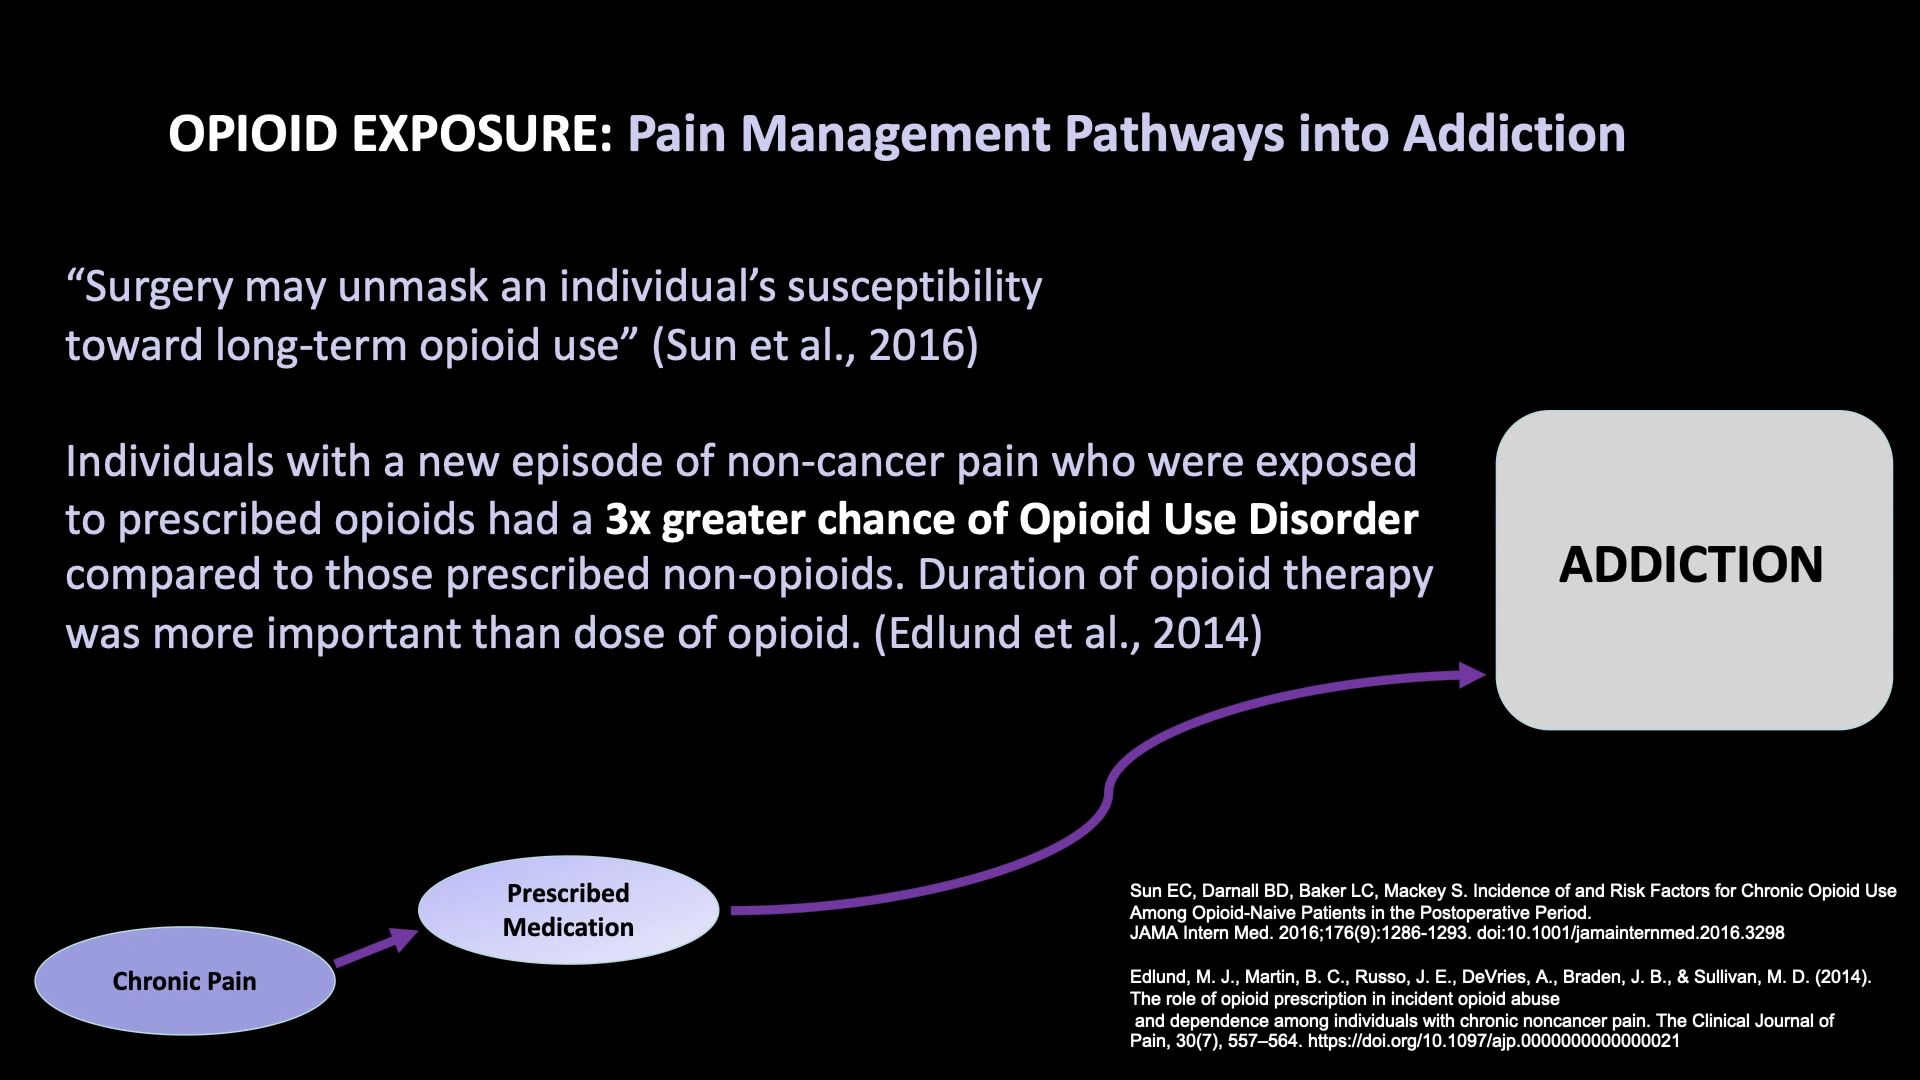 OPIOID EXPOSURE: Pain Management Pathways into Addiction
“Surgery may unmask an individual’s susceptibility
toward long-term opioid use” (Sun et al., 2016)
Individuals with a new episode of non-cancer pain who were exposed
to prescribed opioids had a 3x greater chance of Opioid Use Disorder
compared to those prescribed non-opioids. Duration of opioid therapy
was more important than dose of opioid. (Edlund et al., 2014)
ADDICTION
Prescribed
Medication
Chronic Pain
Sun EC, Darnall BD, Baker LC, Mackey S. Incidence of and Risk Factors for Chronic Opioid Use
Among Opioid-Naive Patients in the Postoperative Period.
JAMA Intern Med. 2016;176(9):1286-1293. doi:10.1001/jamainternmed.2016.3298
Edlund, M. J., Martin, B. C., Russo, J. E., DeVries, A., Braden, J. B., & Sullivan, M. D. (2014).
The role of opioid prescription in incident opioid abuse
and dependence among individuals with chronic noncancer pain. The Clinical Journal of
Pain, 30(7), 557–564. https://doi.org/10.1097/ajp.0000000000000021